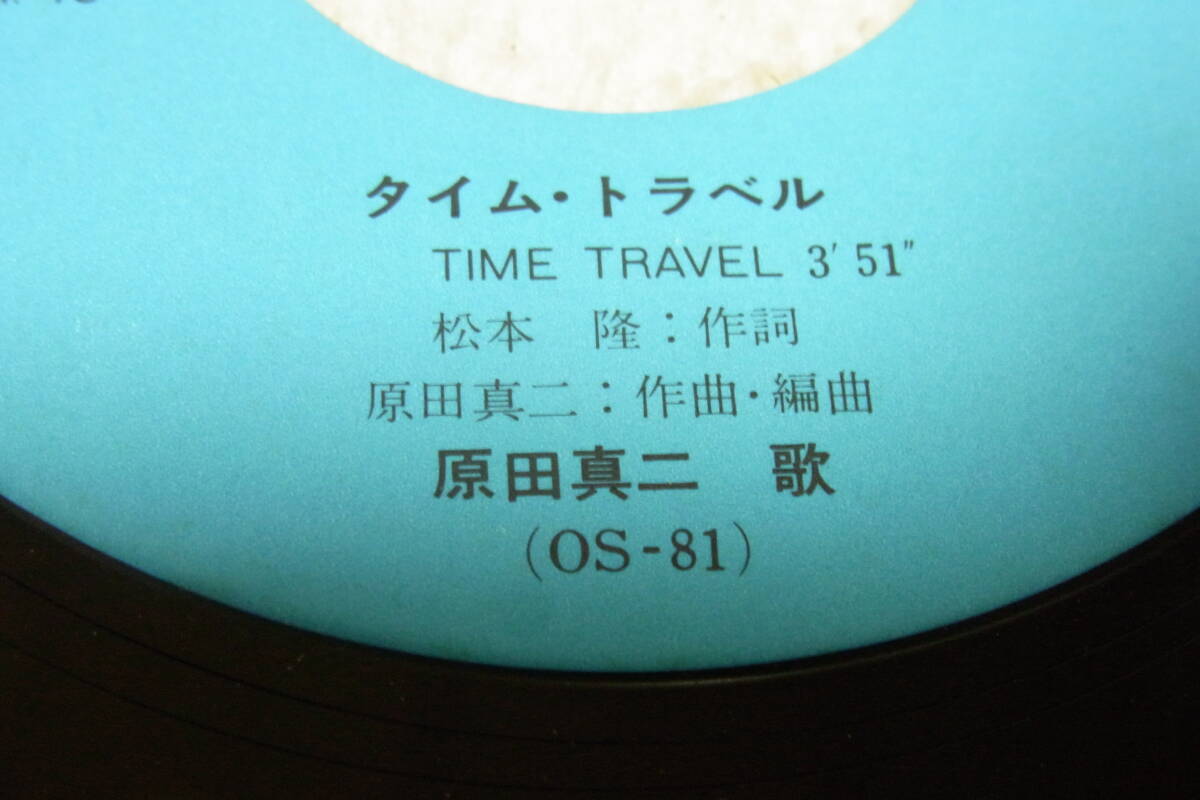 タイム・トラベル
TIME TRAVEL 3′51″
松本　隆：作詞
原田真二：作曲・編曲
原田真二　歌
(OS-81)